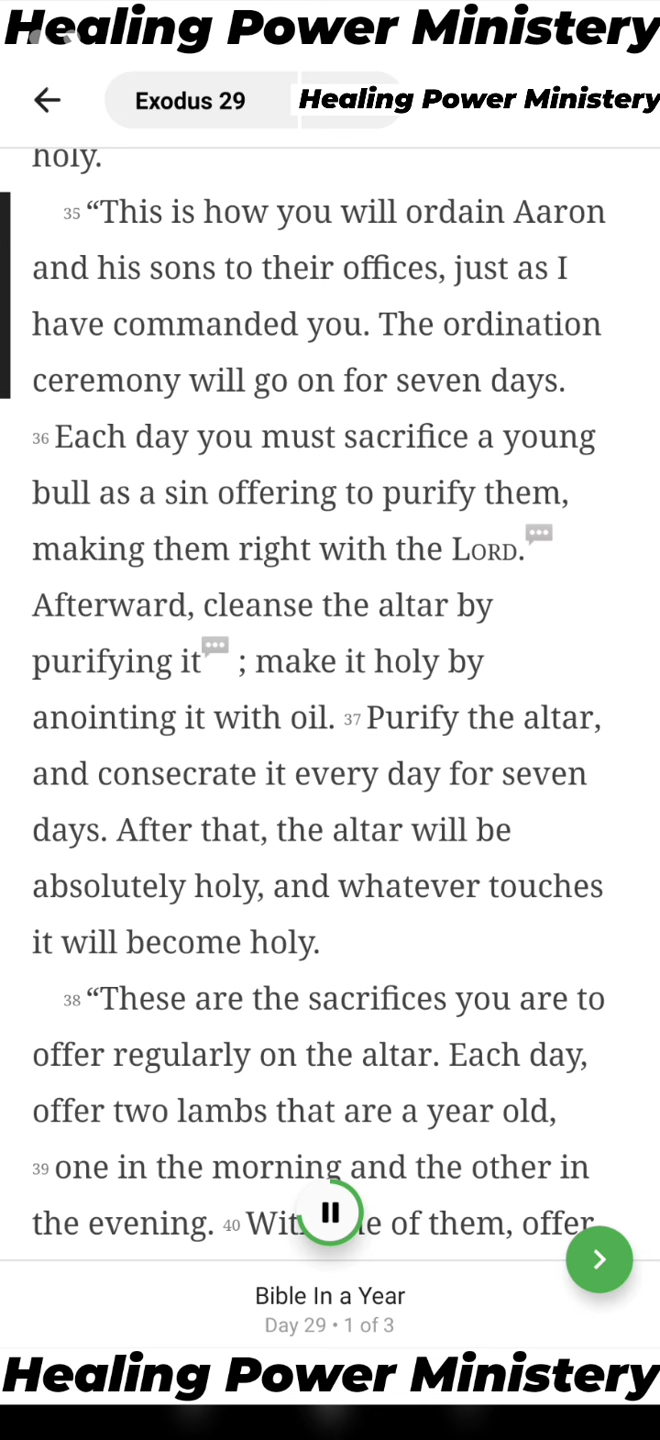 Healing Power Ministery
Exodus 29
Healing Power Ministery
holy.
35 “This is how you will ordain Aaron
and his sons to their offices, just as I
have commanded you. The ordination
ceremony will go on for seven days.
36 Each day you must sacrifice a young
bull as a sin offering to purify them,
making them right with the LORD.
Afterward, cleanse the altar by
purifying it ; make it holy by
anointing it with oil. 37 Purify the altar,
and consecrate it every day for seven
days. After that, the altar will be
absolutely holy, and whatever touches
it will become holy.
38 “These are the sacrifices you are to
offer regularly on the altar. Each day,
offer two lambs that are a year old,
39 one in the morning and the other in
the evening. 40 of them, offer
Bible In a Year
Day 29 • 1 of 3
Healing Power Ministery